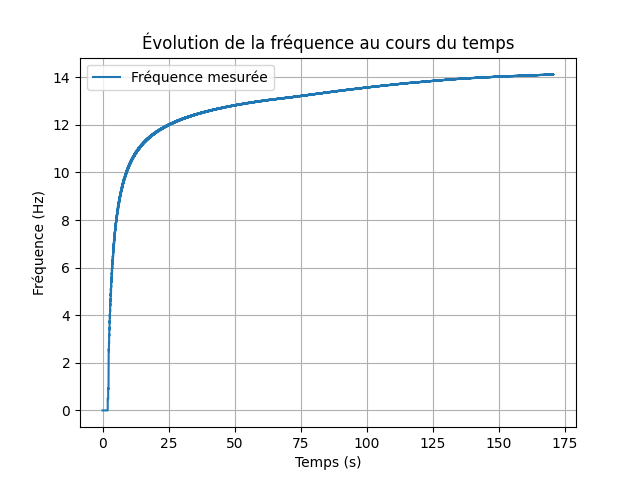 Évolution de la fréquence au cours du temps
Fréquence mesurée
14
12
10
8
6
4
2
0
Fréquence (Hz)
0 25 50 75 100 125 150 175
Temps (s)